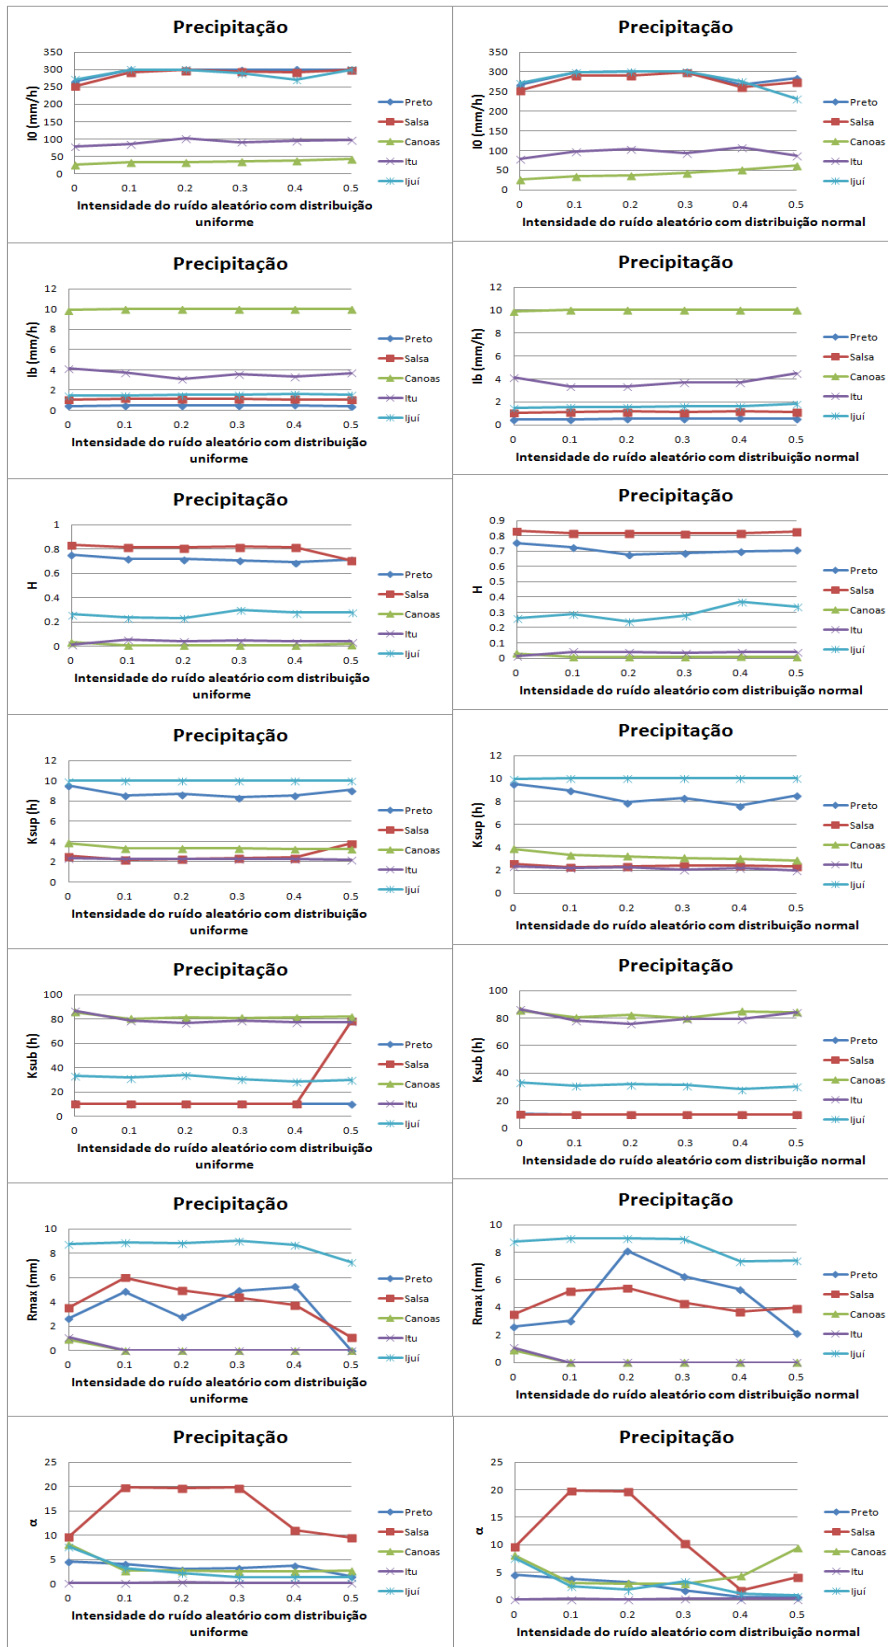 Precipitação
350
300
250
200
150
100
50
0
I0 (mm/h)
0 0.1 0.2 0.3 0.4 0.5
Intensidade do ruído aleatório com distribuição
uniforme
Preto
Salsa
Canoas
Itu
Ijuí
Precipitação
350
300
250
200
150
100
50
0
I0 (mm/h)
0 0.1 0.2 0.3 0.4 0.5
Intensidade do ruído aleatório com distribuição normal
Preto
Salsa
Canoas
Itu
Ijuí
Precipitação
12
10
8
6
4
2
0
Ib (mm/h)
0 0.1 0.2 0.3 0.4 0.5
Intensidade do ruído aleatório com distribuição
uniforme
Preto
Salsa
Canoas
Itu
Ijuí
Precipitação
12
10
8
6
4
2
0
Ib (mm/h)
0 0.1 0.2 0.3 0.4 0.5
Intensidade do ruído aleatório com distribuição normal
Preto
Salsa
Canoas
Itu
Ijuí
Precipitação
1
0.8
0.6
0.4
0.2
0
H
0 0.1 0.2 0.3 0.4 0.5
Intensidade do ruído aleatório com distribuição
uniforme
Preto
Salsa
Canoas
Itu
Ijuí
Precipitação
0.9
0.8
0.7
0.6
0.5
0.4
0.3
0.2
0.1
0
H
0 0.1 0.2 0.3 0.4 0.5
Intensidade do ruído aleatório com distribuição normal
Preto
Salsa
Canoas
Itu
Ijuí
Precipitação
12
10
8
6
4
2
0
Ksup (h)
0 0.1 0.2 0.3 0.4 0.5
Intensidade do ruído aleatório com distribuição
uniforme
Preto
Salsa
Canoas
Itu
Ijuí
Precipitação
12
10
8
6
4
2
0
Ksup (h)
0 0.1 0.2 0.3 0.4 0.5
Intensidade do ruído aleatório com distribuição normal
Preto
Salsa
Canoas
Itu
Ijuí
Precipitação
100
80
60
40
20
0
Ksub (h)
0 0.1 0.2 0.3 0.4 0.5
Intensidade do ruído aleatório com distribuição
uniforme
Preto
Salsa
Canoas
Itu
Ijuí
Precipitação
100
80
60
40
20
0
Ksub (h)
0 0.1 0.2 0.3 0.4 0.5
Intensidade do ruído aleatório com distribuição normal
Preto
Salsa
Canoas
Itu
Ijuí
Precipitação
10
8
6
4
2
0
Rmax (mm)
0 0.1 0.2 0.3 0.4 0.5
Intensidade do ruído aleatório com distribuição
uniforme
Preto
Salsa
Canoas
Itu
Ijuí
Precipitação
10
8
6
4
2
0
Rmax (mm)
0 0.1 0.2 0.3 0.4 0.5
Intensidade do ruído aleatório com distribuição normal
Preto
Salsa
Canoas
Itu
Ijuí
Precipitação
25
20
15
10
5
0
α
0 0.1 0.2 0.3 0.4 0.5
Intensidade do ruído aleatório com distribuição
uniforme
Preto
Salsa
Canoas
Itu
Ijuí
Precipitação
25
20
15
10
5
0
α
0 0.1 0.2 0.3 0.4 0.5
Intensidade do ruído aleatório com distribuição normal
Preto
Salsa
Canoas
Itu
Ijuí